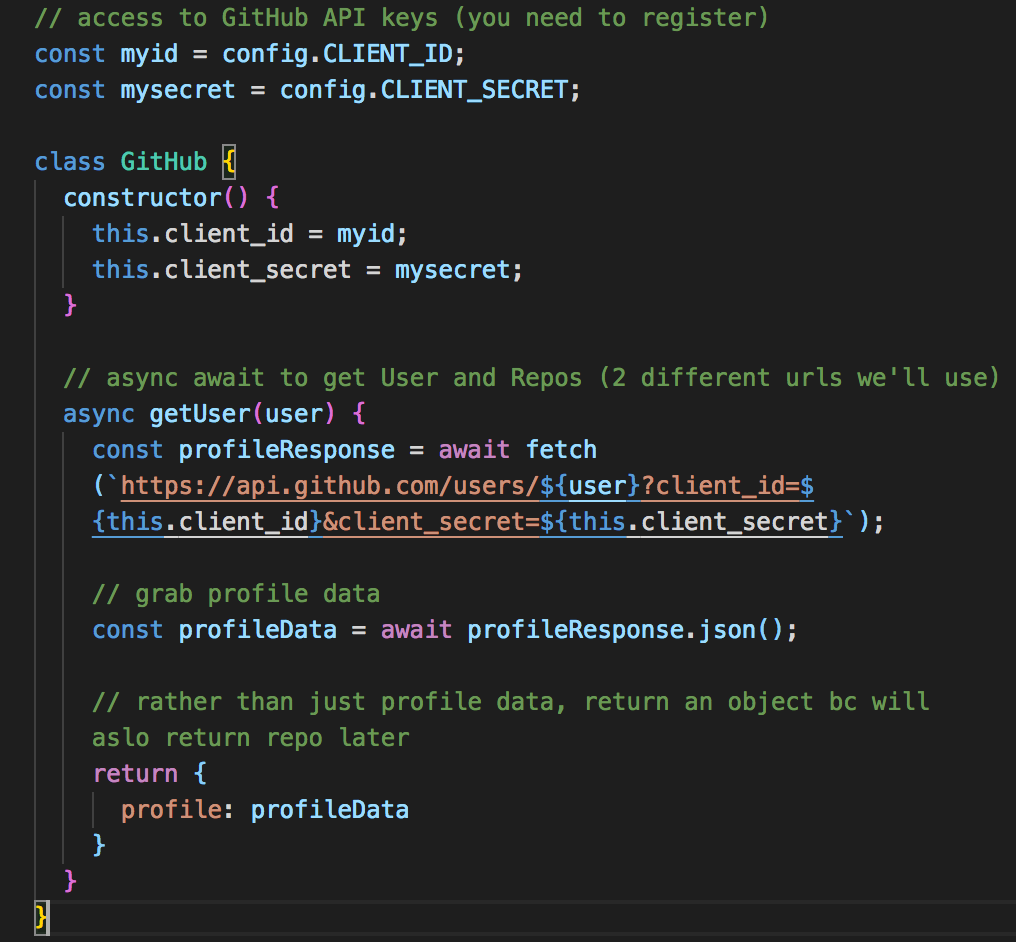 // access to GitHub API keys (you need to register)
const myid = config.CLIENT_ID;
const mysecret = config.CLIENT_SECRET;
class GitHub {
constructor() {
this.client_id = myid;
this.client_secret = mysecret;
}
// async await to get User and Repos (2 different urls we'll use)
async getUser(user) {
const profileResponse = await fetch
(`https://api.github.com/users/${user}?client_id=$
{this.client_id}&client_secret=${this.client_secret}`);
// grab profile data
const profileData = await profileResponse.json();
// rather than just profile data, return an object bc will
aslo return repo later
return {
profile: profileData
}
}
}